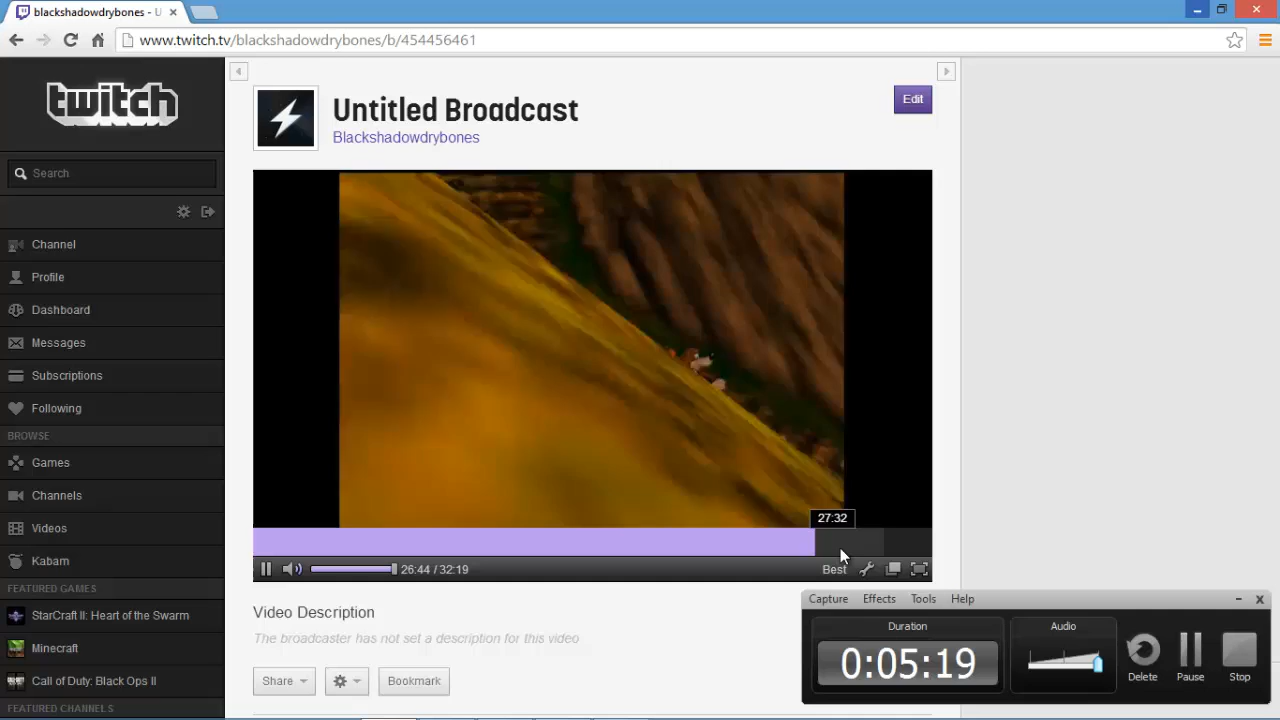 blackshadowdrybones - U
www.twitch.tv/blackshadowdrybones/b/454456461
twitch
Search
Channel
Profile
Dashboard
Messages
Subscriptions
Following
BROWSE
Games
Channels
Videos
Kabam
FEATURED GAMES
StarCraft II: Heart of the Swarm
Minecraft
Call of Duty: Black Ops II
FEATURED CHANNELS
Untitled Broadcast
Blackshadowdrybones
Edit
27:32
26:44 / 32:19
Best
Video Description
The broadcaster has not set a description for this video
Share
Bookmark
Capture Effects Tools Help
Duration
0:05:19
Audio
Delete
Pause
Stop